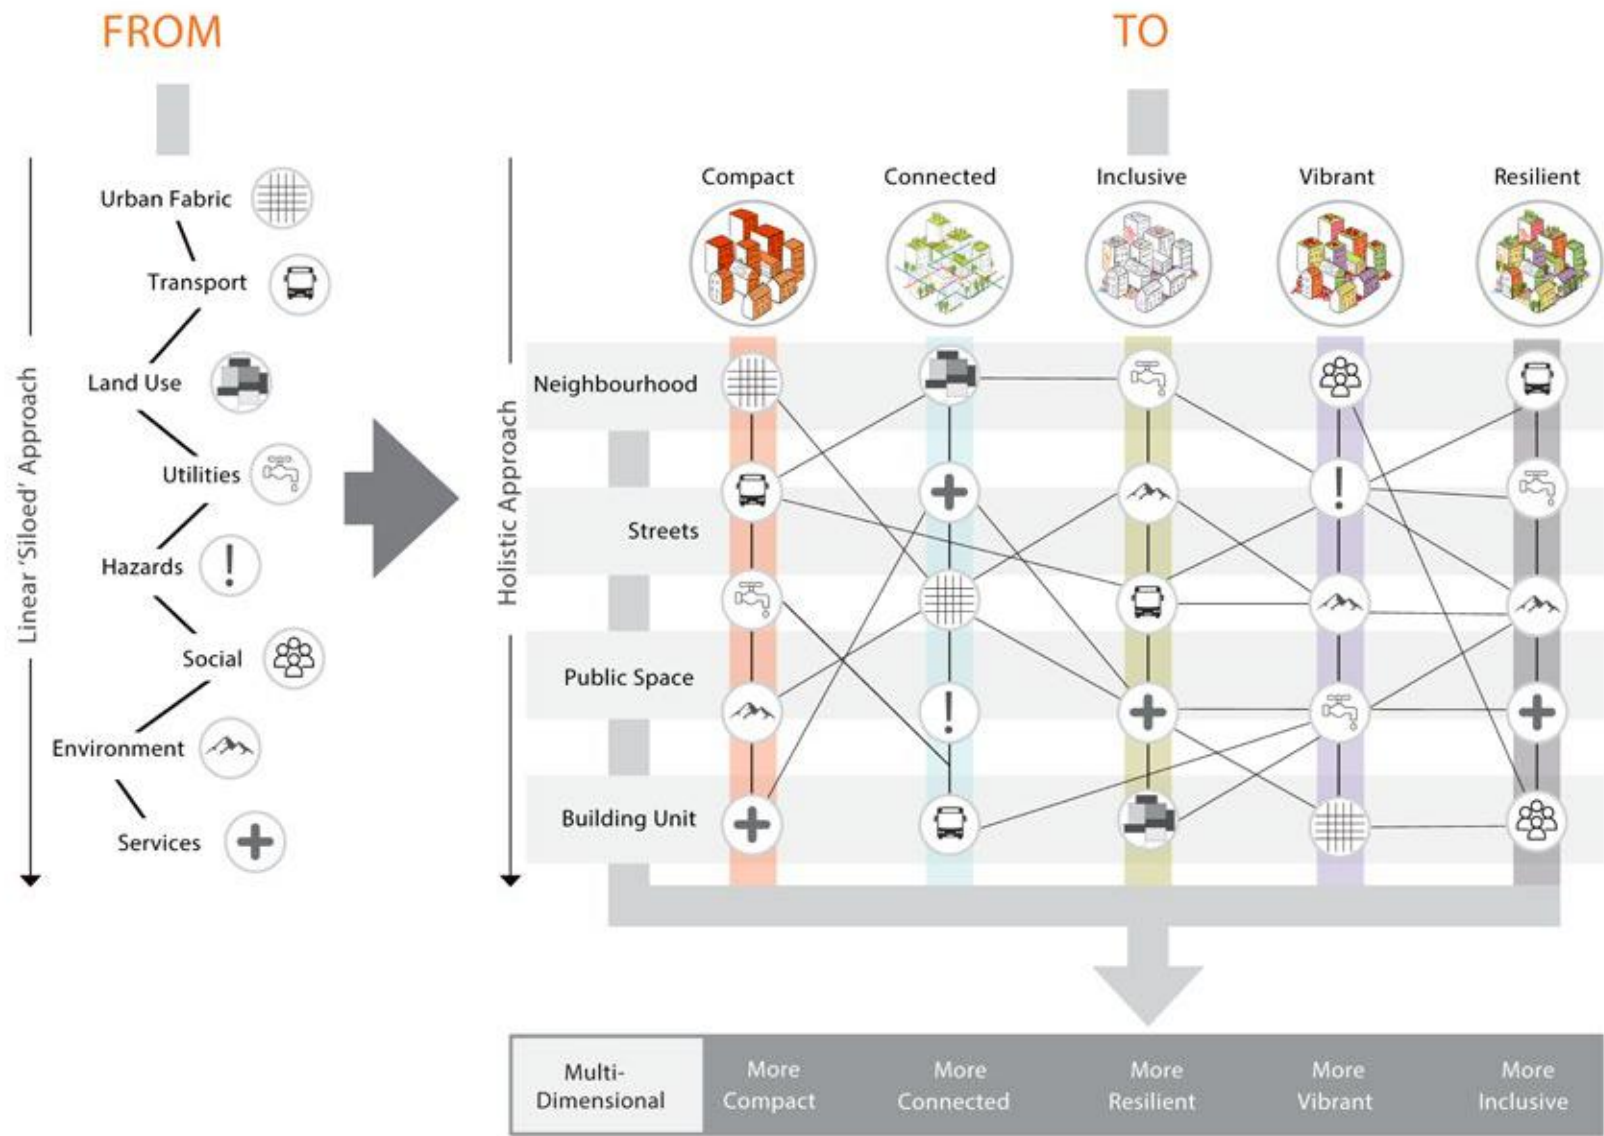 FROM
TO
Linear ‘Siloed’ Approach
Urban Fabric
Transport
Land Use
Utilities
Hazards
Social
Environment
Services
Holistic Approach
Compact
Connected
Inclusive
Vibrant
Resilient
Neighbourhood
Streets
Public Space
Building Unit
Multi-
Dimensional
More
Compact
More
Connected
More
Resilient
More
Vibrant
More
Inclusive